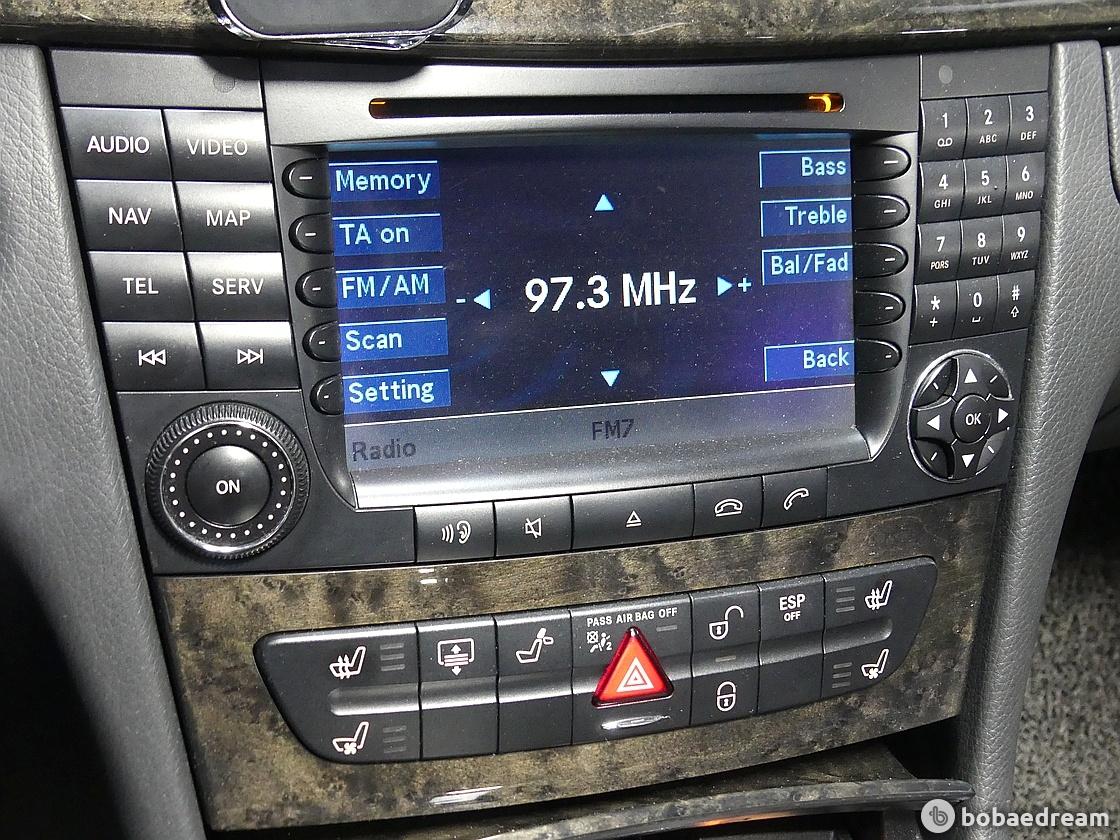 AUDIO
VIDEO
NAV
MAP
TEL
SERV
ON
Memory
TA on
FM/AM
Scan
Setting
- 97.3 MHz +
Bass
Treble
Bal/Fad
Back
Radio
FM7
1
2 ABC
3 DEF
4 GHI
5 JKL
6 MNO
7 PQRS
8 TUV
9 WXYZ
* +
0
#
OK
PASS AIR BAG OFF
2
ESP
OFF
bobaedream